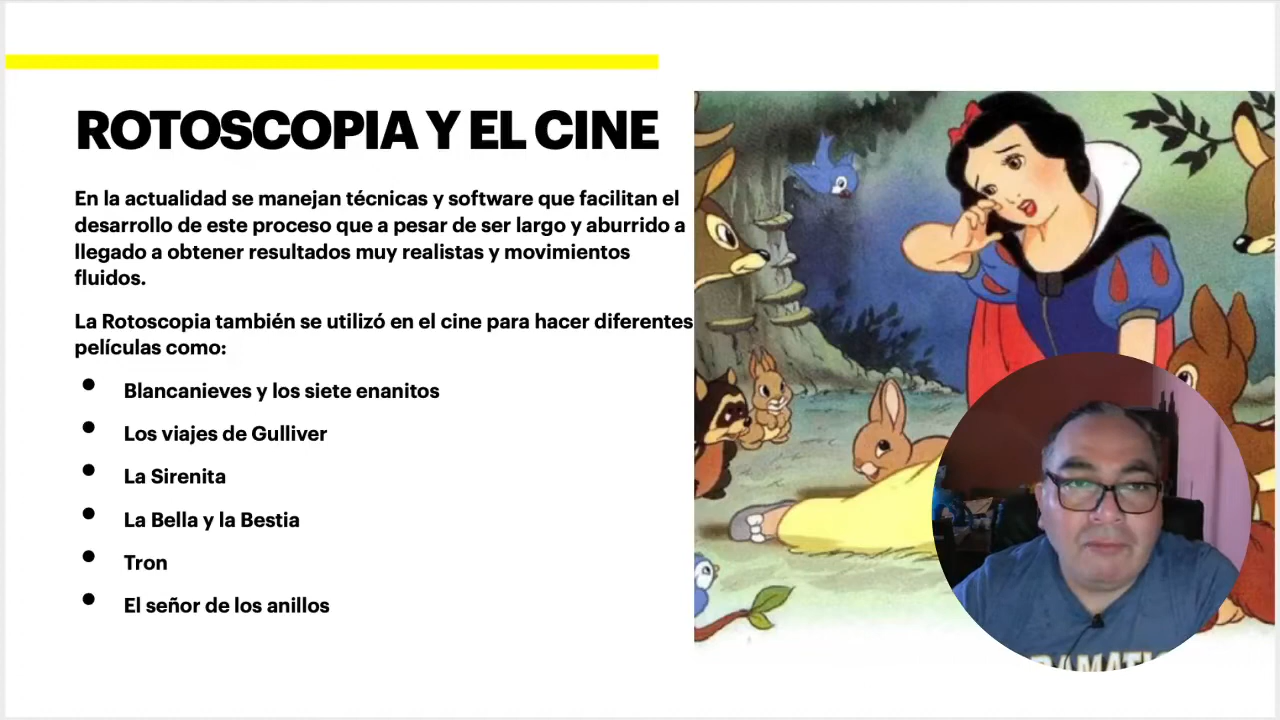 ROTOSCOPIA Y EL CINE
En la actualidad se manejan técnicas y software que facilitan el
desarrollo de este proceso que a pesar de ser largo y aburrido a
llegado a obtener resultados muy realistas y movimientos
fluidos.
La Rotoscopia también se utilizó en el cine para hacer diferentes
películas como:
• Blancanieves y los siete enanitos
• Los viajes de Gulliver
• La Sirenita
• La Bella y la Bestia
• Tron
• El señor de los anillos